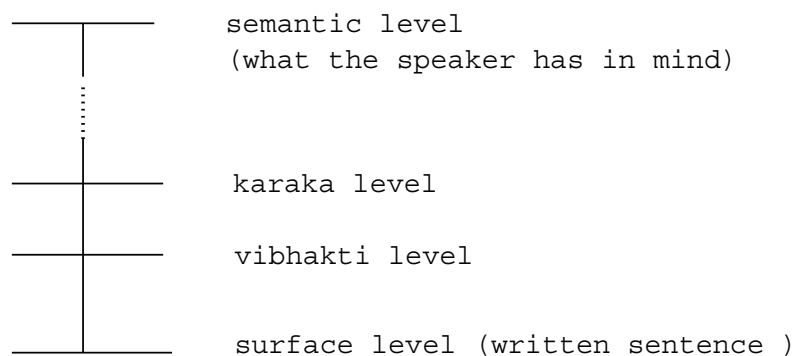 semantic level
(what the speaker has in mind)
karaka level
vibhakti level
surface level (written sentence )